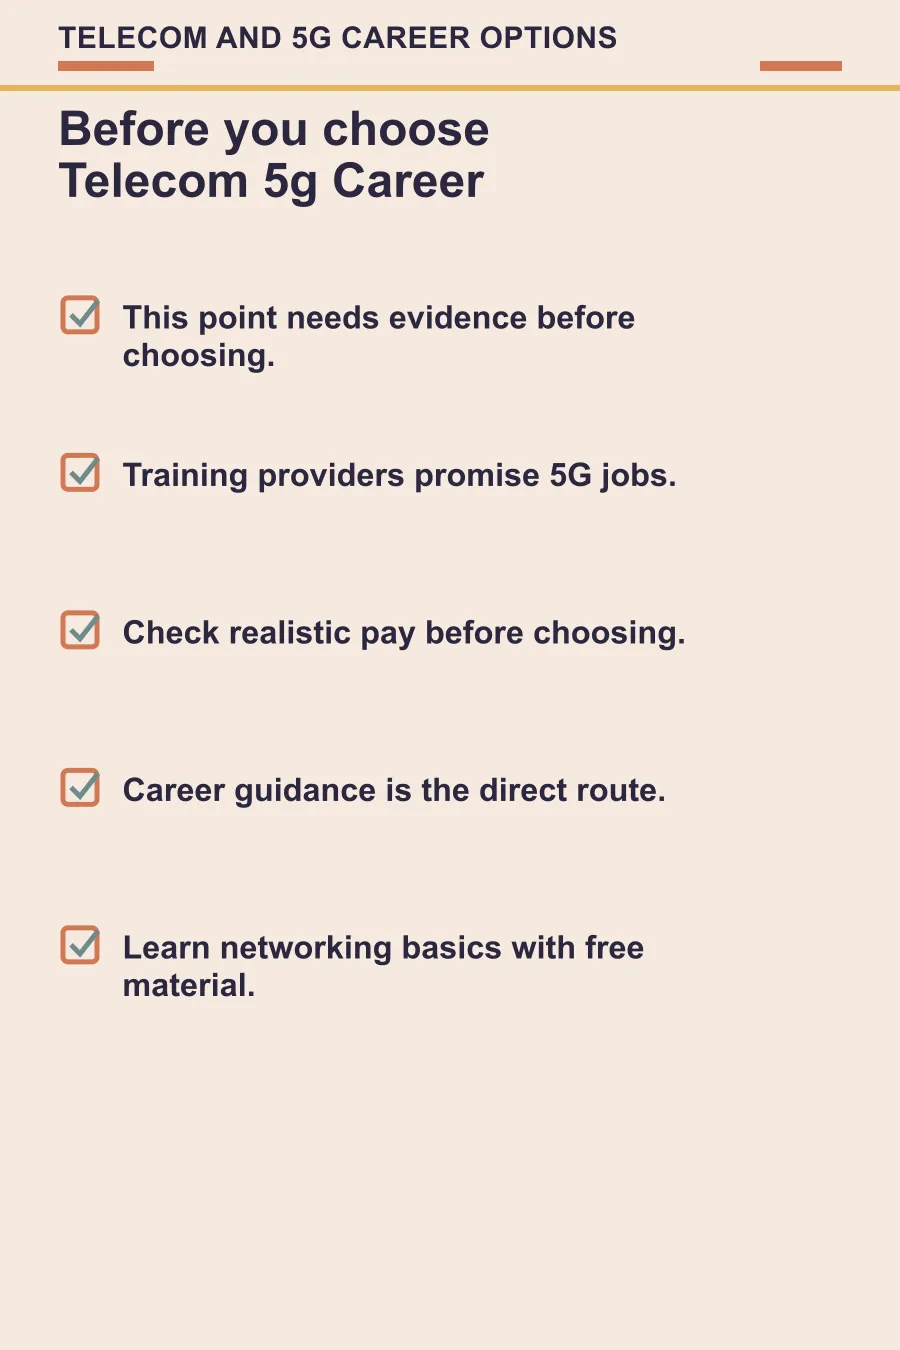 TELECOM AND 5G CAREER OPTIONS
Before you choose
Telecom 5g Career
This point needs evidence before
choosing.
Training providers promise 5G jobs.
Check realistic pay before choosing.
Career guidance is the direct route.
Learn networking basics with free
material.